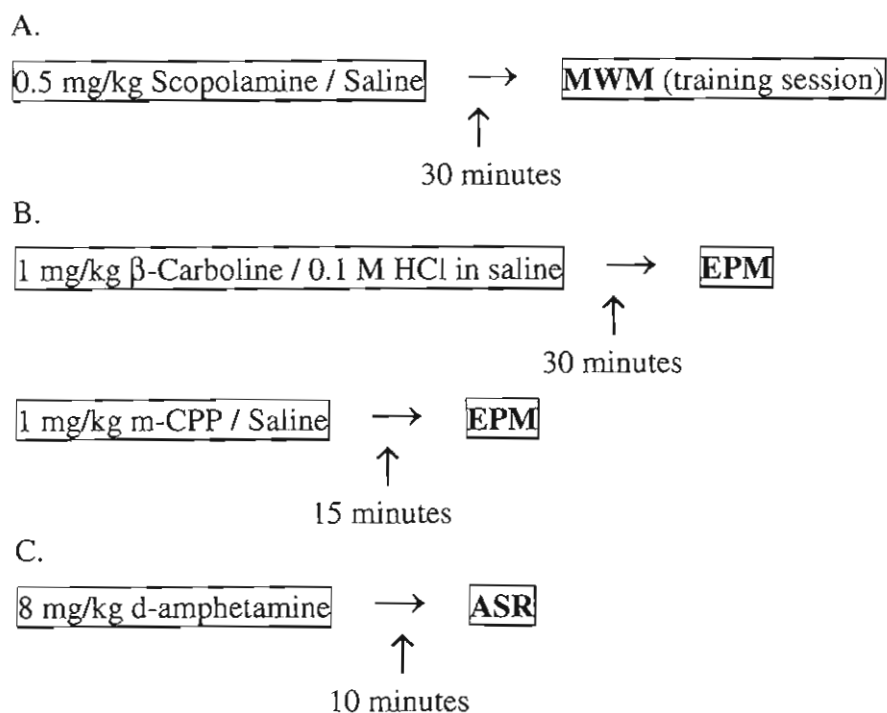 A.
0.5 mg/kg Scopolamine / Saline → MWM (training session)
↑
30 minutes
B.
1 mg/kg β-Carboline / 0.1 M HCl in saline → EPM
↑
30 minutes
1 mg/kg m-CPP / Saline → EPM
↑
15 minutes
C.
8 mg/kg d-amphetamine → ASR
↑
10 minutes